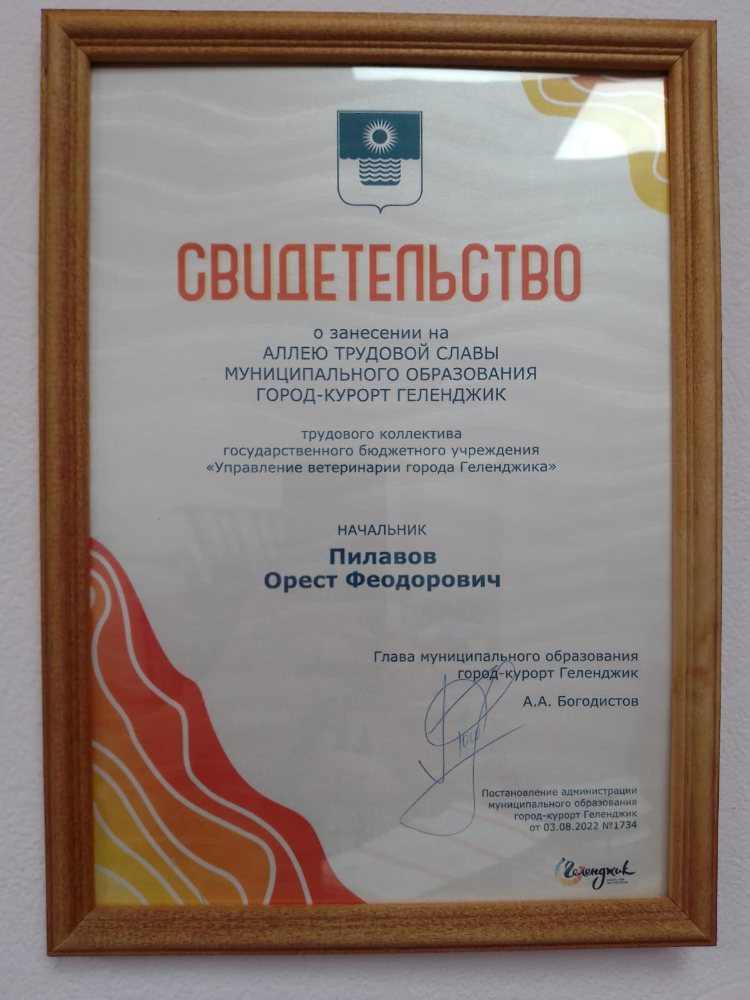 СВИДЕТЕЛЬСТВО
о занесении на
АЛЛЕЮ ТРУДОВОЙ СЛАВЫ
МУНИЦИПАЛЬНОГО ОБРАЗОВАНИЯ
ГОРОД-КУРОРТ ГЕЛЕНДЖИК
трудового коллектива
государственного бюджетного учреждения
«Управление ветеринарии города Геленджика»
НАЧАЛЬНИК
Пилавов
Орест Феодорович
Глава муниципального образования
город-курорт Геленджик
А.А. Богодистов
Постановление администрации
муниципального образования
город-курорт Геленджик
от 03.08.2022 №1734
Геленджик